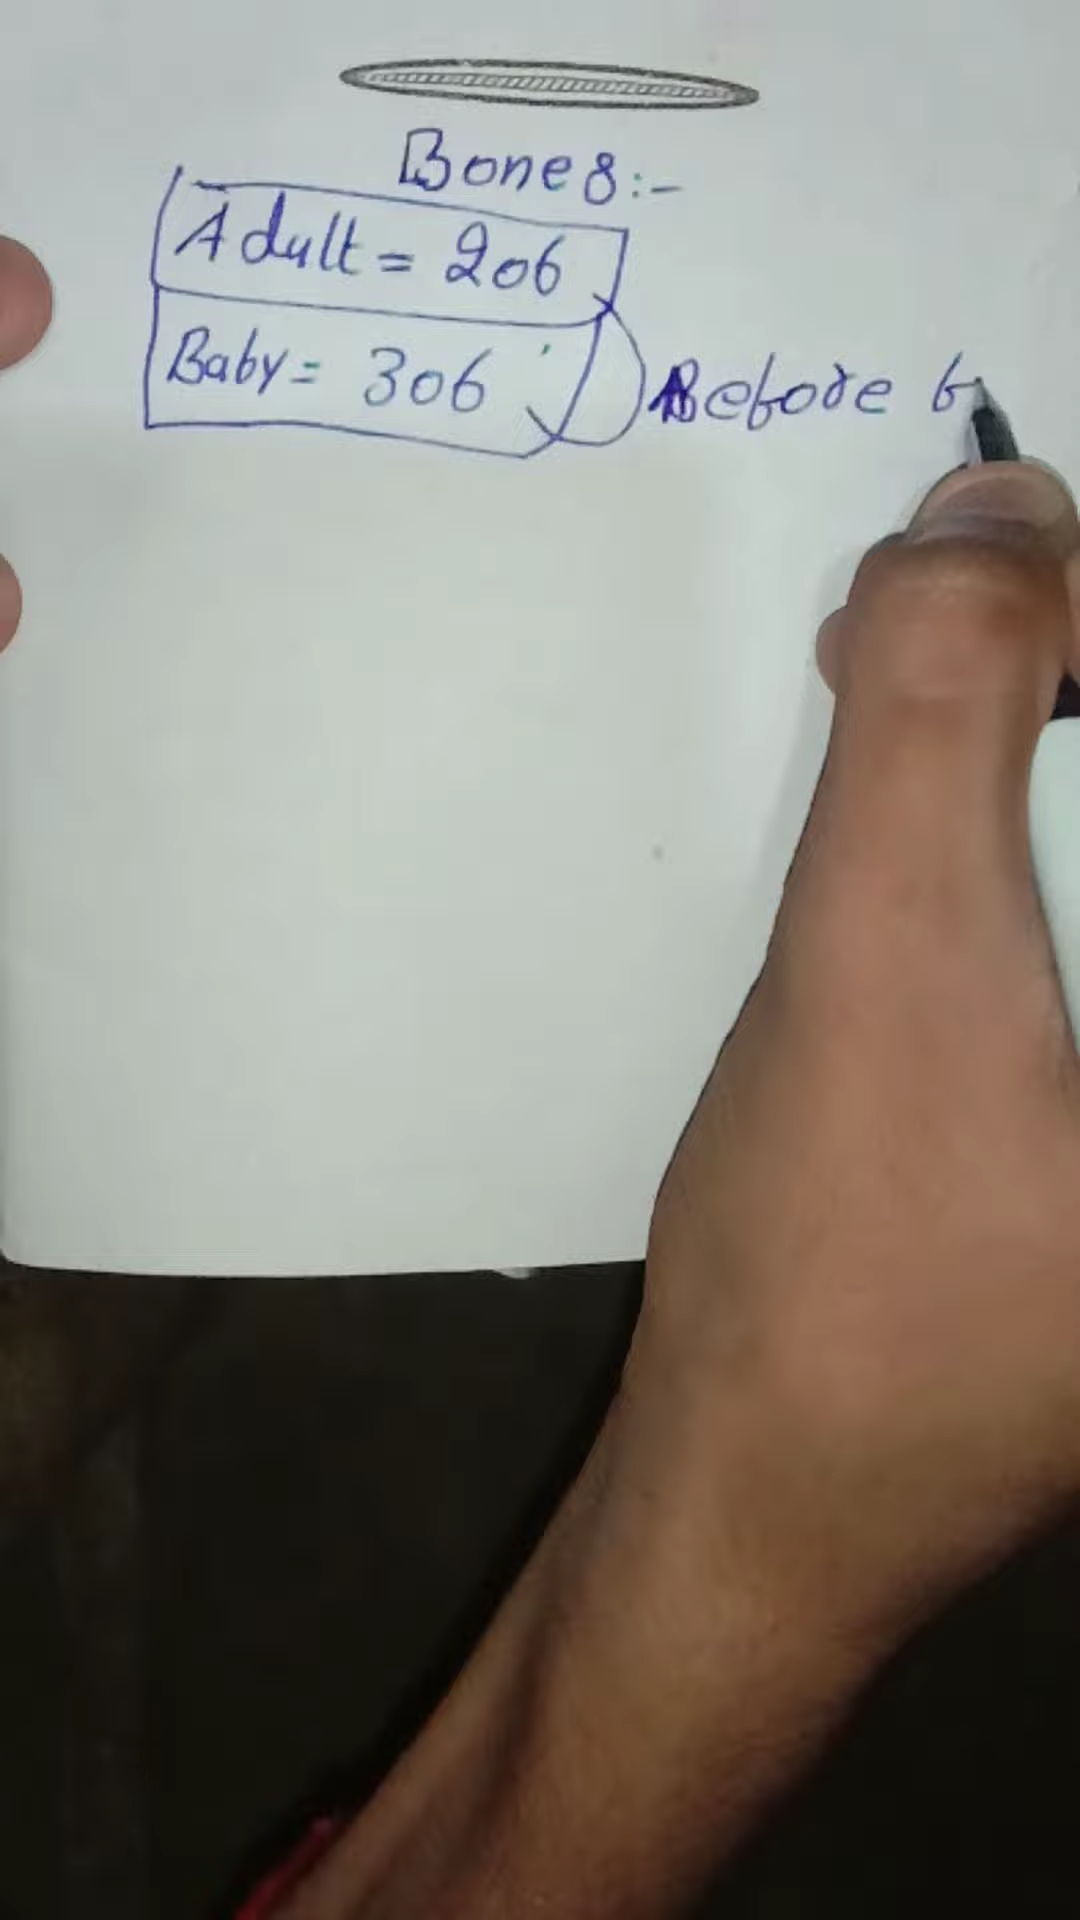 Bones:-
Adult = 206
Baby = 306
Before b